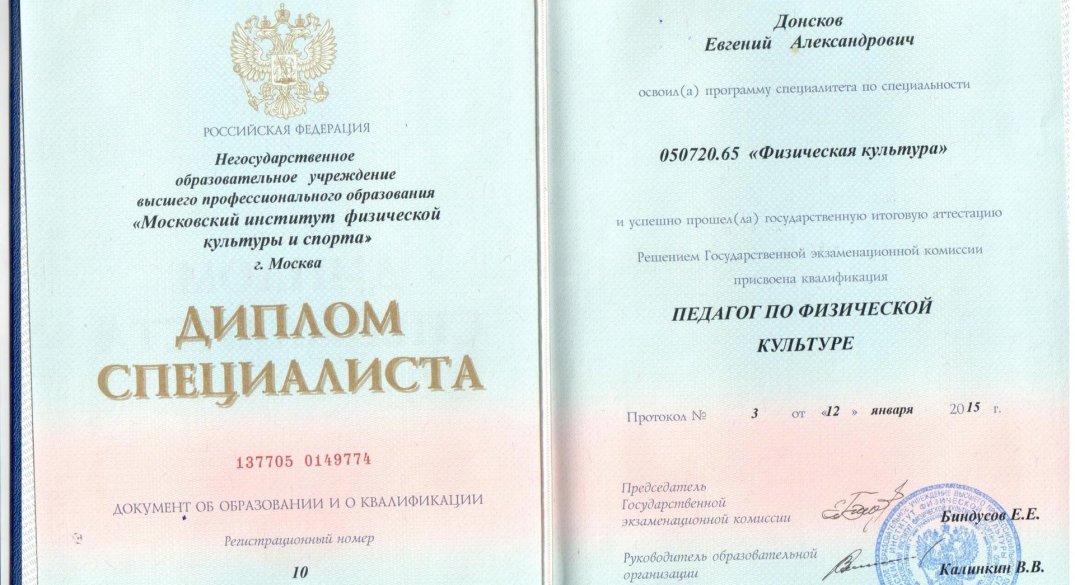 РОССИЙСКАЯ ФЕДЕРАЦИЯ
Негосударственное
образовательное учреждение
высшего профессионального образования
«Московский институт физической
культуры и спорта»
г. Москва
ДИПЛОМ
СПЕЦИАЛИСТА
137705 0149774
ДОКУМЕНТ ОБ ОБРАЗОВАНИИ И О КВАЛИФИКАЦИИ
Регистрационный номер
10
Донсков
Евгений Александрович
освоил(а) программу специалитета по специальности
050720.65 «Физическая культура»
и успешно прошел(ла) государственную итоговую аттестацию
Решением Государственной экзаменационной комиссии
присвоена квалификация
ПЕДАГОГ ПО ФИЗИЧЕСКОЙ
КУЛЬТУРЕ
Протокол № 3 от «12» января 2015 г.
Председатель
Государственной
экзаменационной комиссии
Биндусов Е.Е.
Руководитель образовательной
организации
Калинкин В.В.